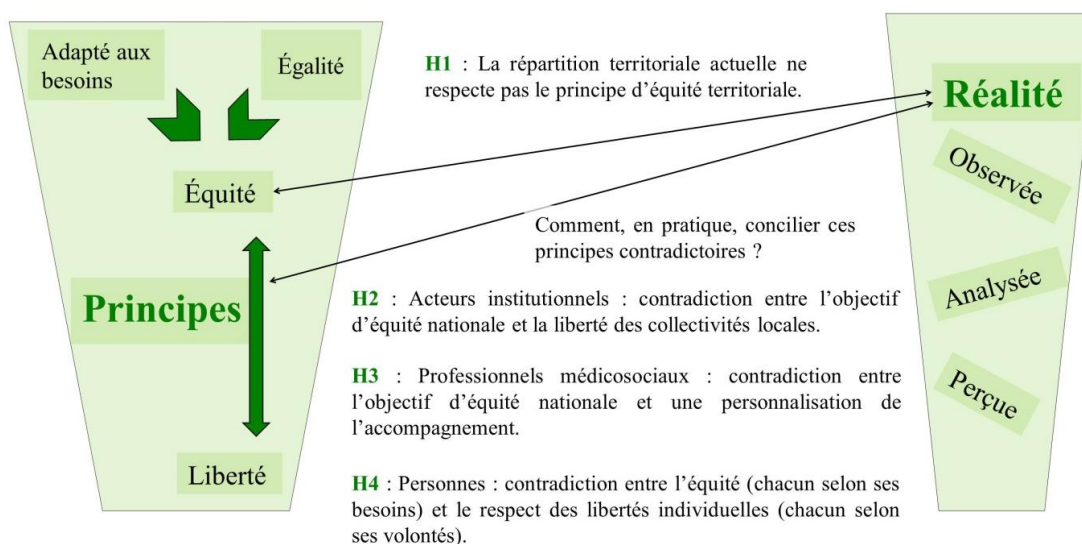 Adapté aux
besoins
Égalité
Équité
Principes
Liberté
H1 : La répartition territoriale actuelle ne
respecte pas le principe d’équité territoriale.
Comment, en pratique, concilier ces
principes contradictoires ?
H2 : Acteurs institutionnels : contradiction entre l’objectif
d’équité nationale et la liberté des collectivités locales.
H3 : Professionnels médicosociaux : contradiction entre
l’objectif d’équité nationale et une personnalisation de
l’accompagnement.
H4 : Personnes : contradiction entre l’équité (chacun selon ses
besoins) et le respect des libertés individuelles (chacun selon
ses volontés).
Réalité
Observée
Analysée
Perçue